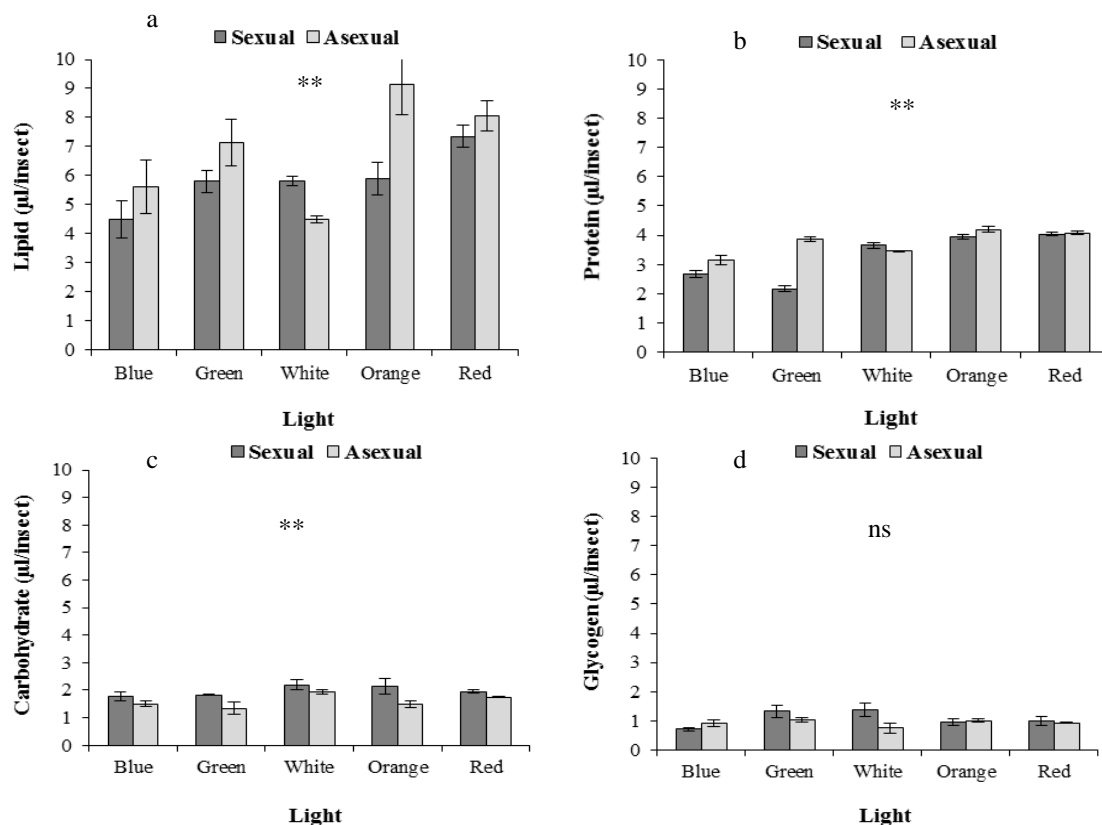 a
Sexual Asexual
10
9
8
7
6
5
4
3
2
1
0
**
Lipid (µl/insect)
Blue Green White Orange Red
Light
b
Sexual Asexual
10
9
8
7
6
5
4
3
2
1
0
**
Protein (µl/insect)
Blue Green White Orange Red
Light
c
Sexual Asexual
10
9
8
7
6
5
4
3
2
1
0
**
Carbohydrate (µl/insect)
Blue Green White Orange Red
Light
d
Sexual Asexual
10
9
8
7
6
5
4
3
2
1
0
ns
Glycogen (µl/insect)
Blue Green White Orange Red
Light